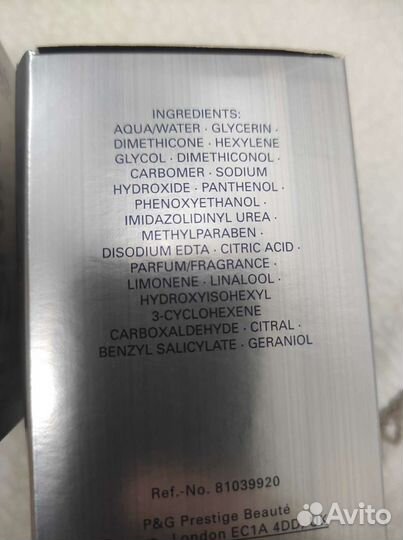 INGREDIENTS:
AQUA/WATER · GLYCERIN ·
DIMETHICONE · HEXYLENE
GLYCOL · DIMETHICONOL ·
CARBOMER · SODIUM
HYDROXIDE · PANTHENOL ·
PHENOXYETHANOL ·
IMIDAZOLIDINYL UREA ·
METHYLPARABEN ·
DISODIUM EDTA · CITRIC ACID ·
PARFUM/FRAGRANCE ·
LIMONENE · LINALOOL ·
HYDROXYISOHEXYL
3-CYCLOHEXENE
CARBOXALDEHYDE · CITRAL ·
BENZYL SALICYLATE · GERANIOL
Ref.-No. 81039920
P&G Prestige Beauté
London EC1A 4DD/UK
Avito